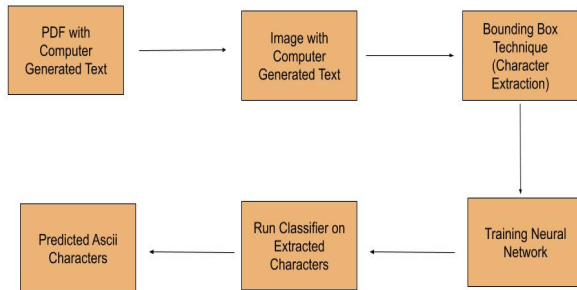 PDF with
Computer
Generated Text
Image with
Computer
Generated Text
Bounding Box
Technique
(Character
Extraction)
Training Neural
Network
Run Classifier on
Extracted
Characters
Predicted Ascii
Characters